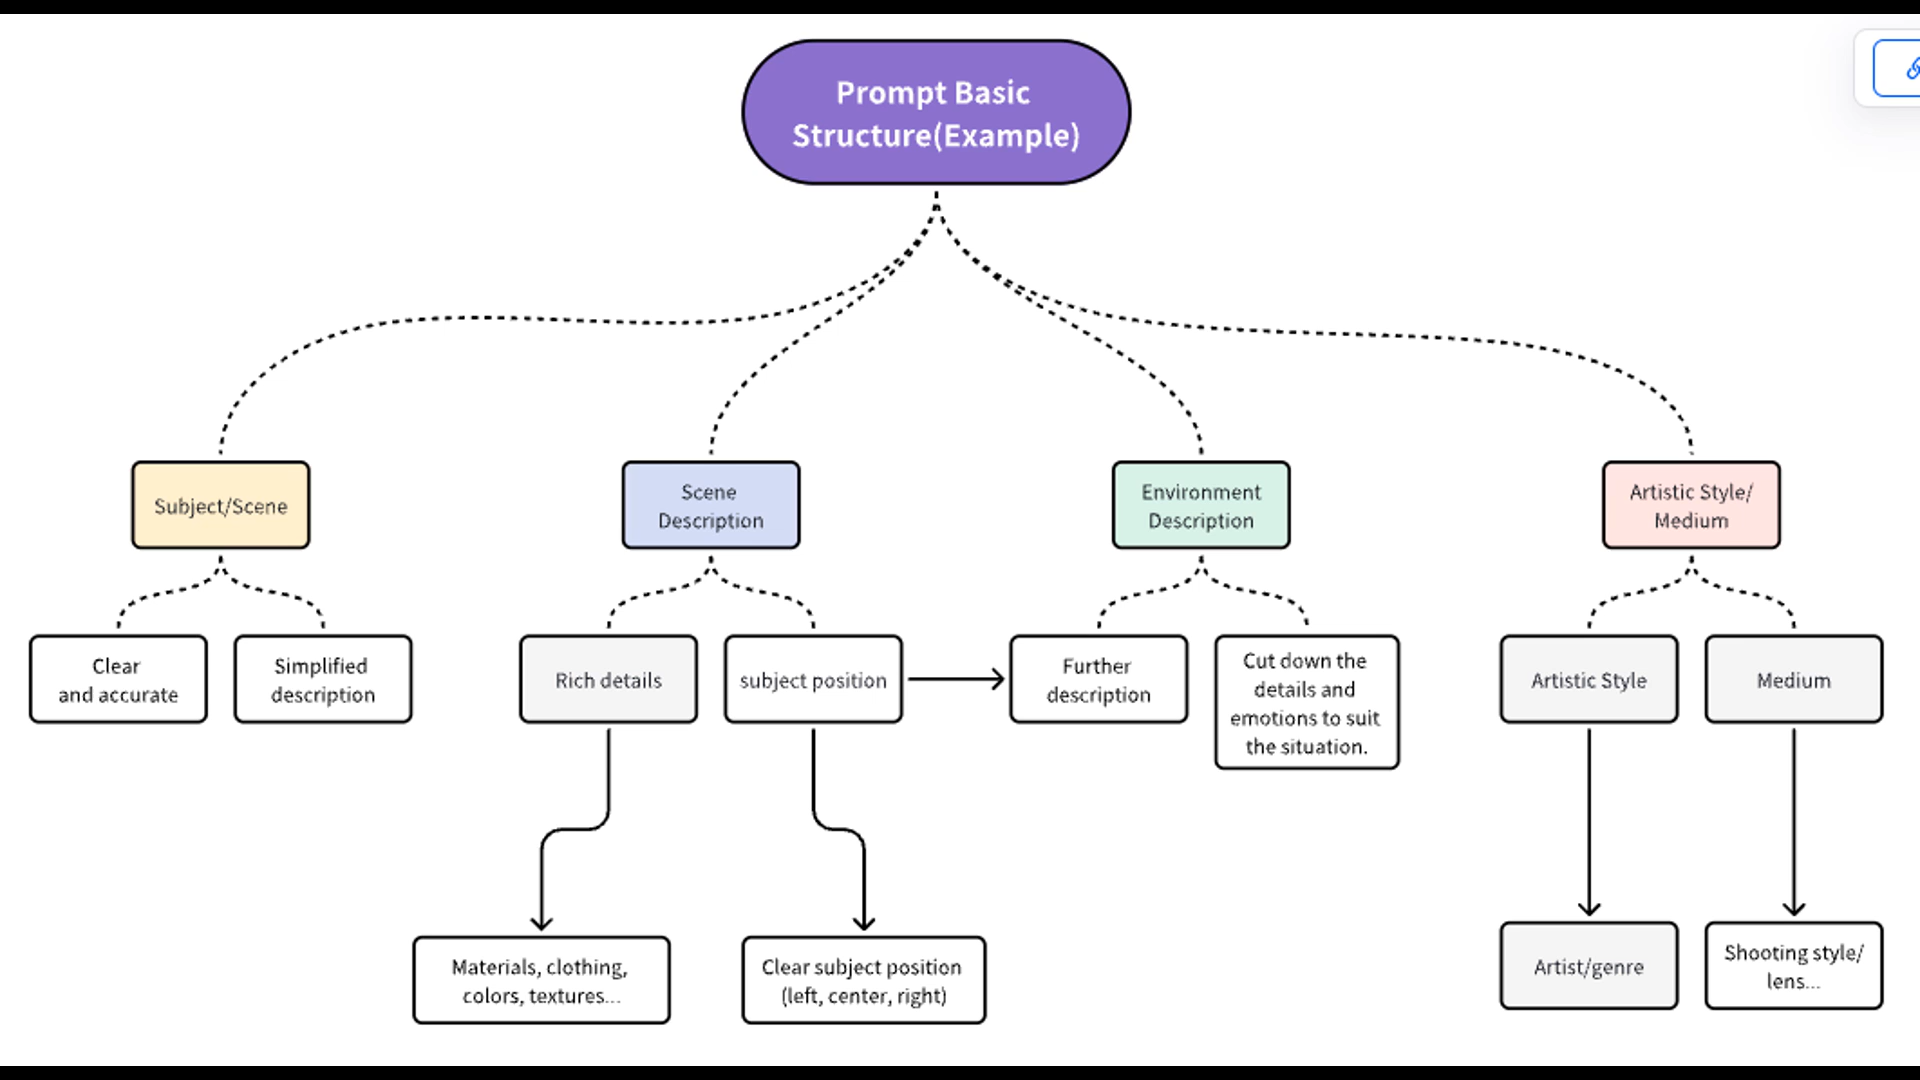 Prompt Basic
Structure(Example)
Subject/Scene
Scene
Description
Environment
Description
Artistic Style/
Medium
Clear
and accurate
Simplified
description
Rich details
subject position
Further
description
Cut down the
details and
emotions to suit
the situation.
Artistic Style
Medium
Materials, clothing,
colors, textures...
Clear subject position
(left, center, right)
Artist/genre
Shooting style/
lens...